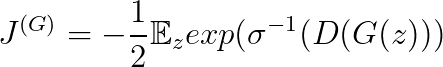 J^{(G)} = -\frac{1}{2}\mathbb{E}_z exp(\sigma^{-1}(D(G(z)))